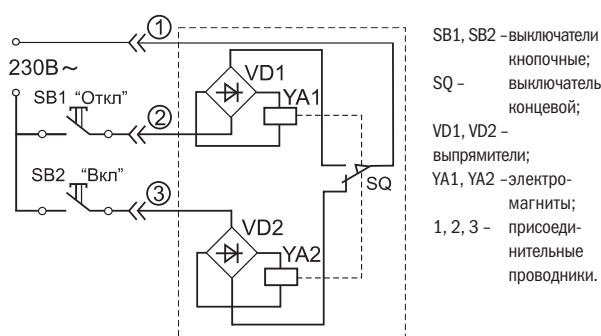 1
230В~
SB1 "Откл"
2
SB2 "Вкл"
3
VD1
YA1
SQ
VD2
YA2
SB1, SB2 –выключатели
кнопочные;
SQ – выключатель
концевой;
VD1, VD2 –
выпрямители;
YA1, YA2 –электро-
магниты;
1, 2, 3 – присоеди-
нительные
проводники.